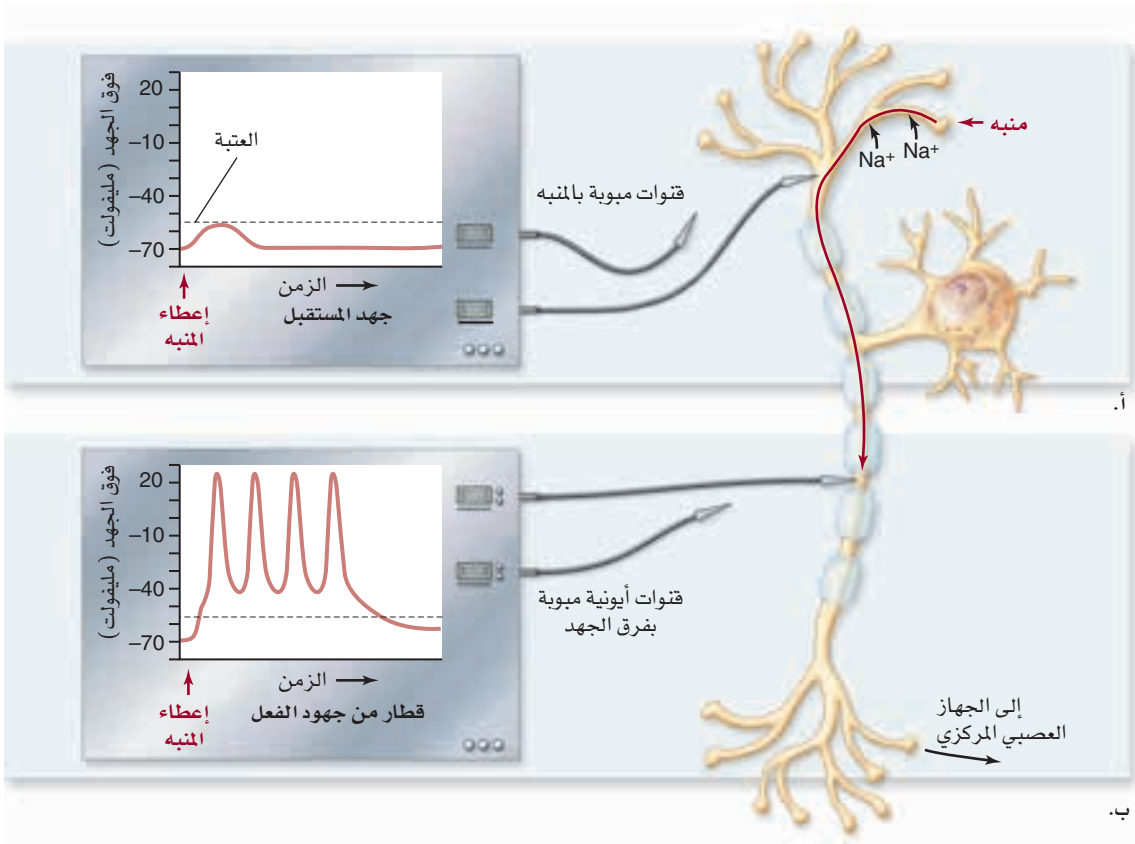 فوق الجهد (مليفولت)
20
–10
–40
–70
العتبة
الزمن
جهد المستقبل
إعطاء
المنبه
قنوات مبوبة بالمنبه
منبه
Na+ Na+
أ.
فوق الجهد (مليفولت)
20
–10
–40
–70
الزمن
قطار من جهود الفعل
إعطاء
المنبه
قنوات أيونية مبوبة
بفرق الجهد
إلى الجهاز
العصبي المركزي
ب.